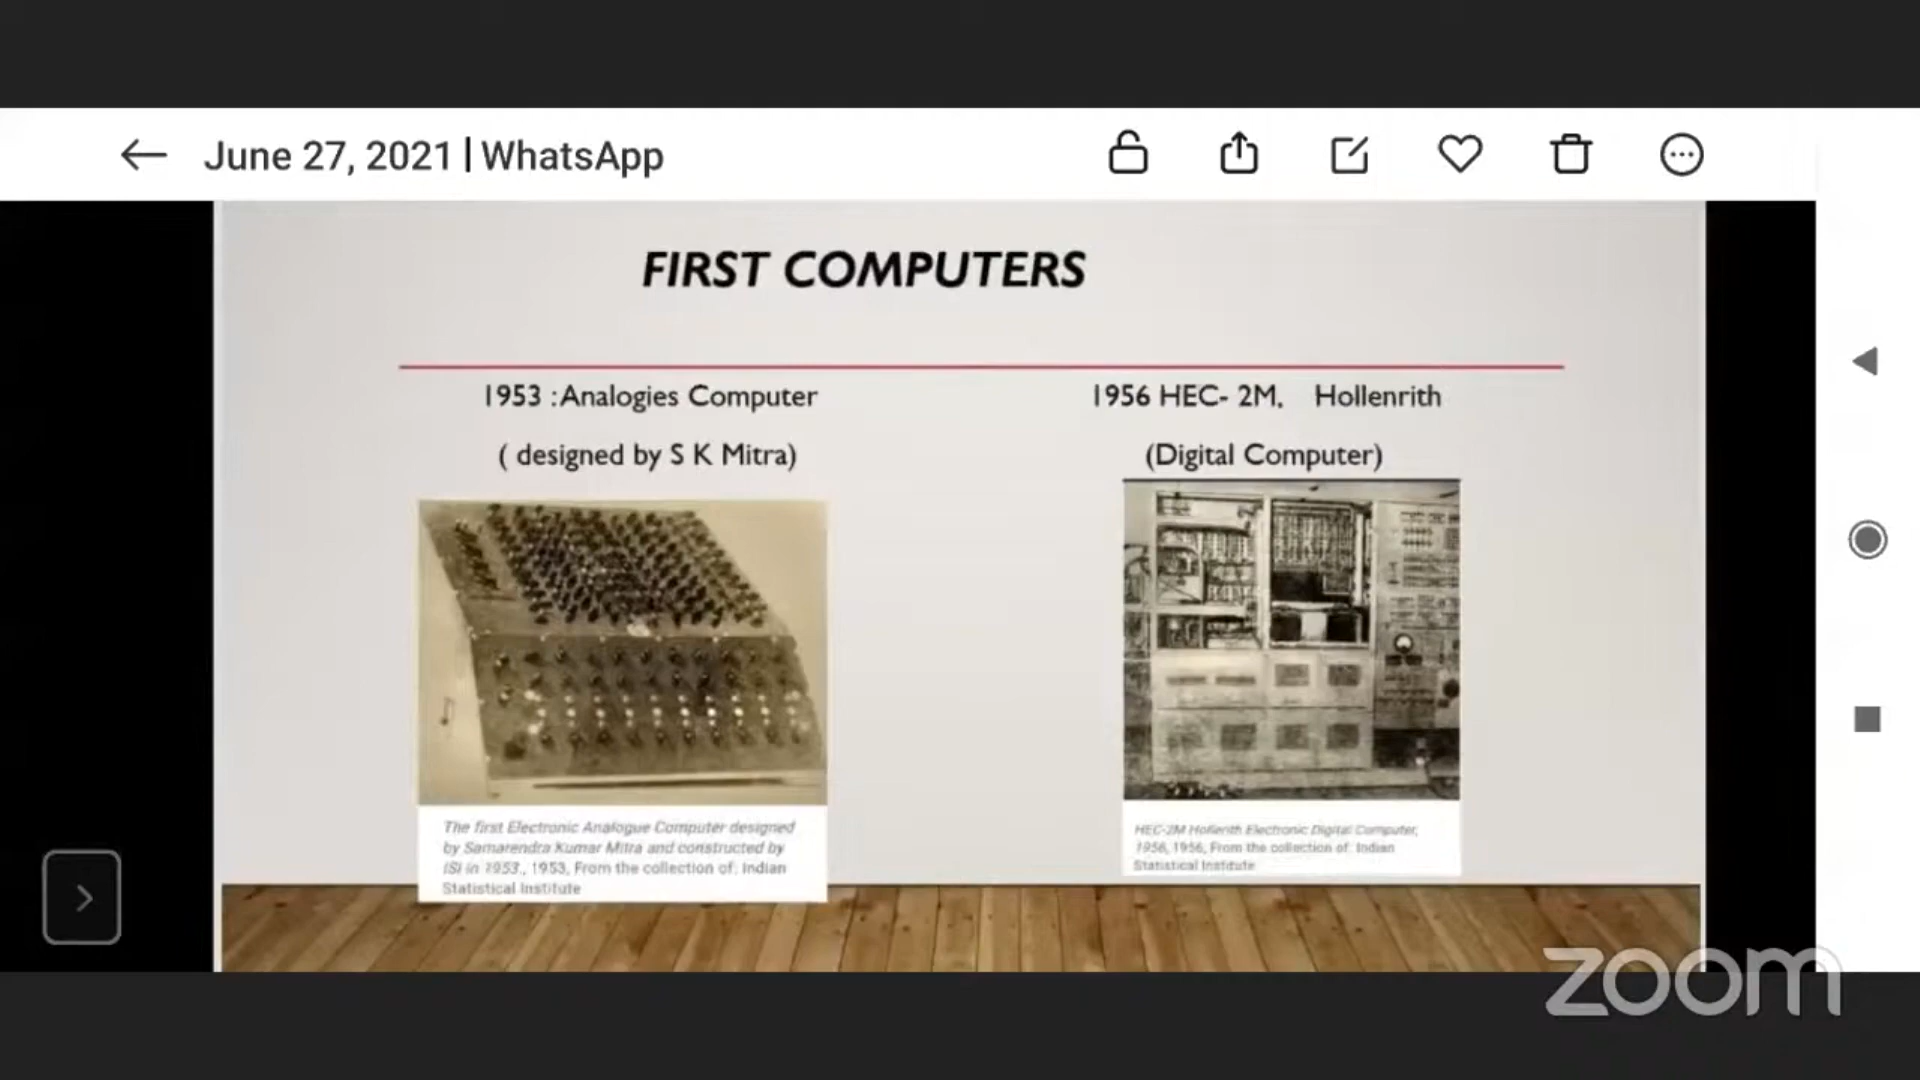 June 27, 2021 | WhatsApp
FIRST COMPUTERS
1953 :Analogies Computer
( designed by S K Mitra)
The first Electronic Analogue Computer designed
by Samarendra Kumar Mitra and constructed by
ISI in 1953., 1953, From the collection of: Indian
Statistical Institute
1956 HEC- 2M, Hollenrith
(Digital Computer)
HEC-2M Hollerith Electronic Digital Computer,
1956, 1956, From the collection of: Indian
Statistical Institute
zoom